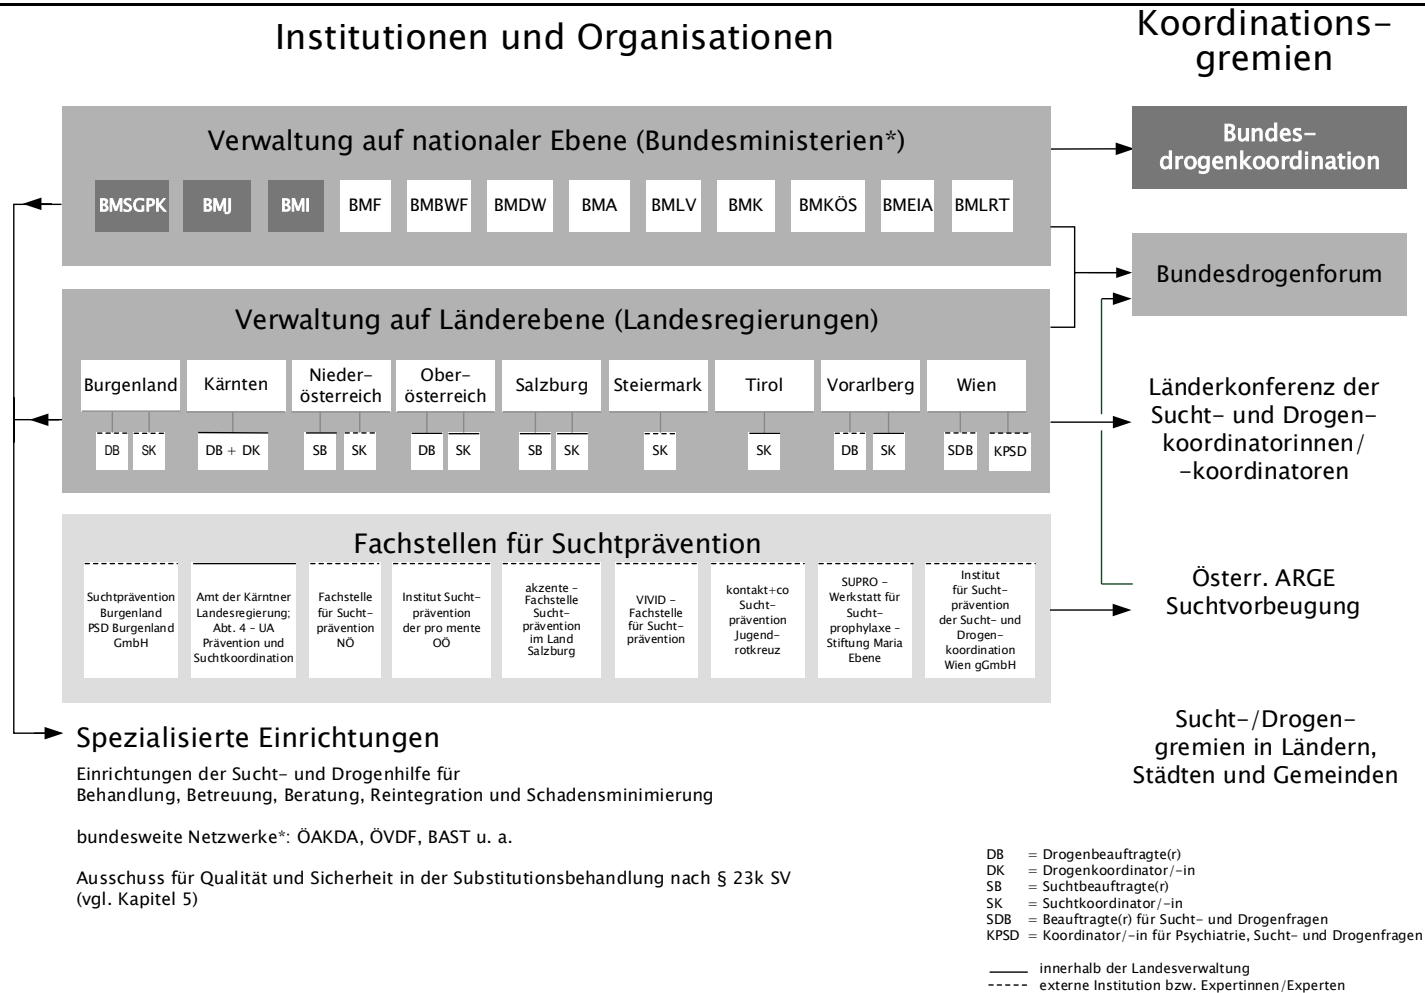 Institutionen und Organisationen
Koordinations-
gremien
Verwaltung auf nationaler Ebene (Bundesministerien*)
BMSGPK
BMJ
BMI
BMF
BMBWF
BMDW
BMA
BMLV
BMK
BMKÖS
BMEIA
BMLRT
Bundes-
drogenkoordination
Bundesdrogenforum
Verwaltung auf Länderebene (Landesregierungen)
Burgenland
Kärnten
Nieder-
österreich
Ober-
österreich
Salzburg
Steiermark
Tirol
Vorarlberg
Wien
DB
SK
DB + DK
SB
SK
DB
SK
SB
SK
SK
SK
DB
SK
SDB
KPSD
Länderkonferenz der
Sucht- und Drogen-
koordinatorinnen/
-koordinatoren
Fachstellen für Suchtprävention
Suchtprävention
Burgenland
PSD Burgenland
GmbH
Amt der Kärntner
Landesregierung;
Abt. 4 – UA
Prävention und
Suchtkoordination
Fachstelle
für Sucht-
prävention
NÖ
Institut Sucht-
prävention
der pro mente
OÖ
akzente –
Fachstelle
Sucht-
prävention
im Land
Salzburg
VIVID –
Fachstelle
für Sucht-
prävention
kontakt+co
Sucht-
prävention
Jugend-
rotkreuz
SUPRO –
Werkstatt für
Sucht-
prophylaxe –
Stiftung Maria
Ebene
Institut
für Sucht-
prävention
der Sucht- und
Drogen-
koordination
Wien gGmbH
Österr. ARGE
Suchtvorbeugung
Sucht-/Drogen-
gremien in Ländern,
Städten und Gemeinden
Spezialisierte Einrichtungen
Einrichtungen der Sucht- und Drogenhilfe für
Behandlung, Betreuung, Beratung, Reintegration und Schadensminimierung
bundesweite Netzwerke*: ÖAKDA, ÖVDF, BAST u. a.
Ausschuss für Qualität und Sicherheit in der Substitutionsbehandlung nach § 23k SV
(vgl. Kapitel 5)
DB = Drogenbeauftragte(r)
DK = Drogenkoordinator/-in
SB = Suchtbeauftragte(r)
SK = Suchtkoordinator/-in
SDB = Beauftragte(r) für Sucht- und Drogenfragen
KPSD = Koordinator/-in für Psychiatrie, Sucht- und Drogenfragen
innerhalb der Landesverwaltung
externe Institution bzw. Expertinnen/Experten